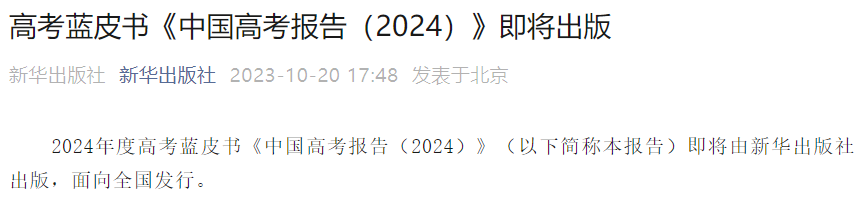 高考蓝皮书《中国高考报告（2024）》即将出版
新华出版社 新华出版社 2023-10-20 17:48 发表于北京
2024年度高考蓝皮书《中国高考报告（2024）》（以下简称本报告）即将由新华出版社
出版，面向全国发行。